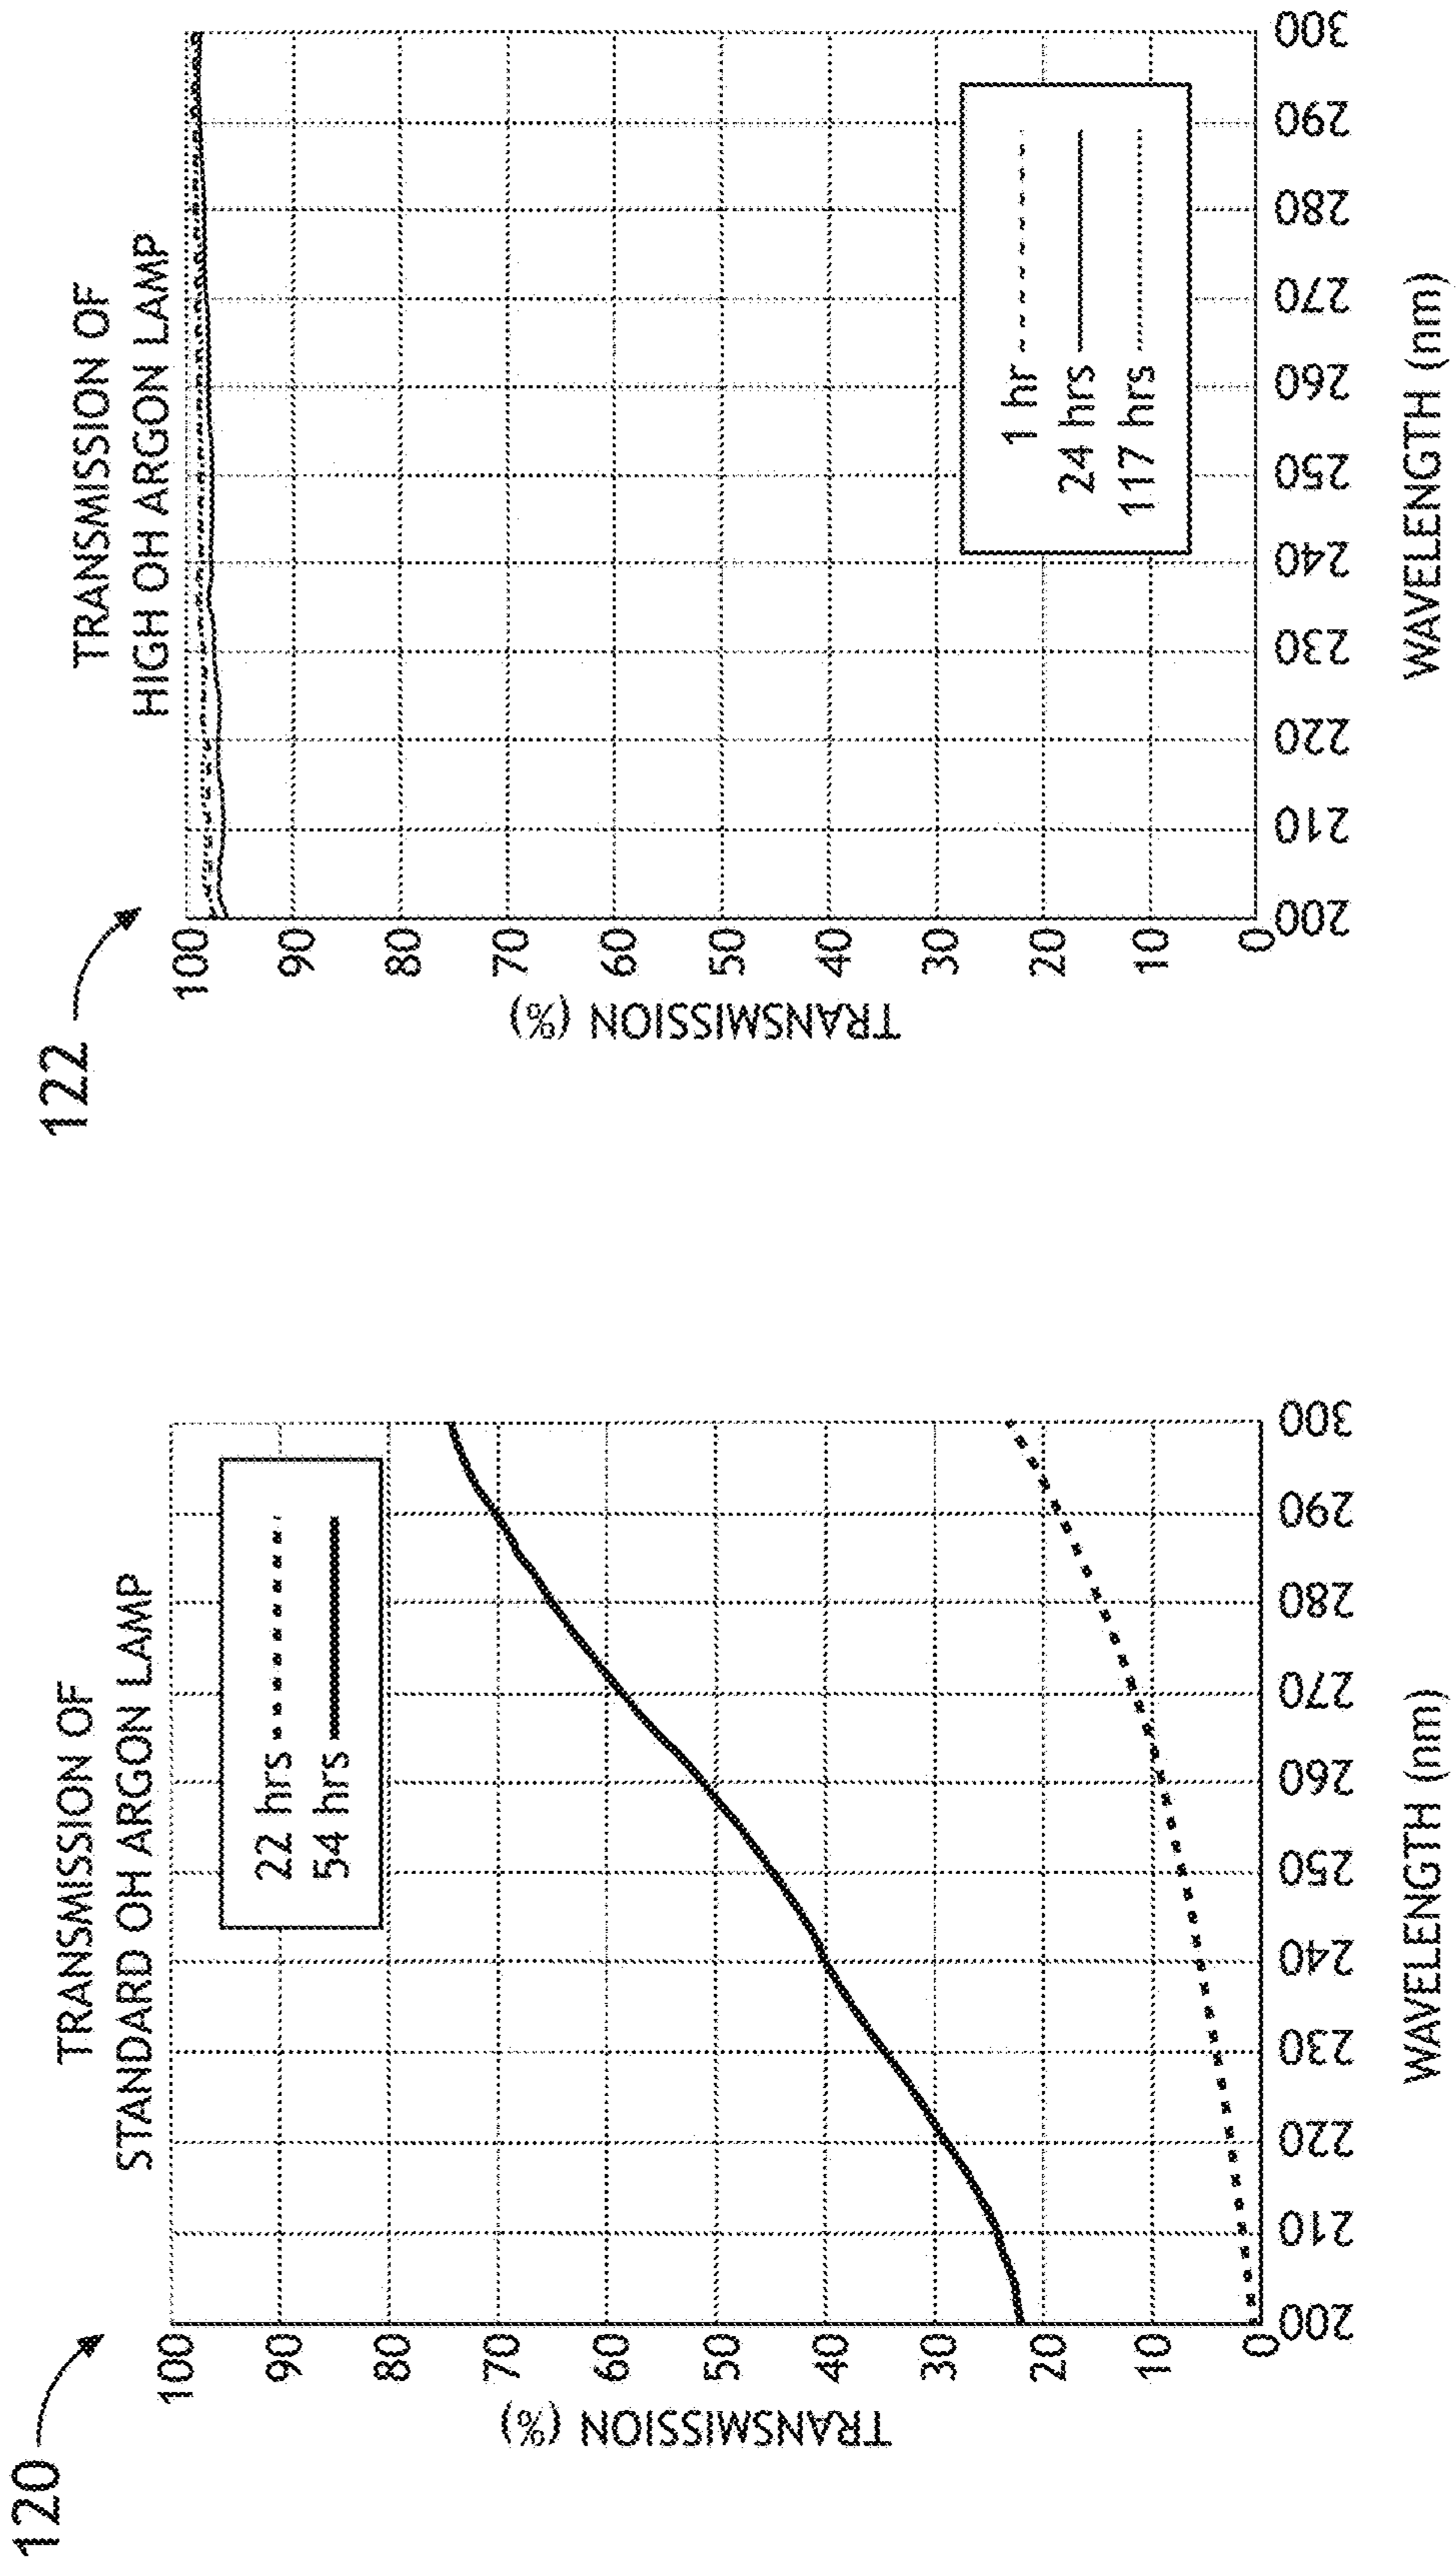 120
TRANSMISSION OF
STANDARD OH ARGON LAMP
TRANSMISSION (%)
100
90
80
70
60
50
40
30
20
10
0
22 hrs
54 hrs
200 210 220 230 240 250 260 270 280 290 300
WAVELENGTH (nm)
122
TRANSMISSION OF
HIGH OH ARGON LAMP
TRANSMISSION (%)
100
90
80
70
60
50
40
30
20
10
0
1 hr
24 hrs
117 hrs
200 210 220 230 240 250 260 270 280 290 300
WAVELENGTH (nm)